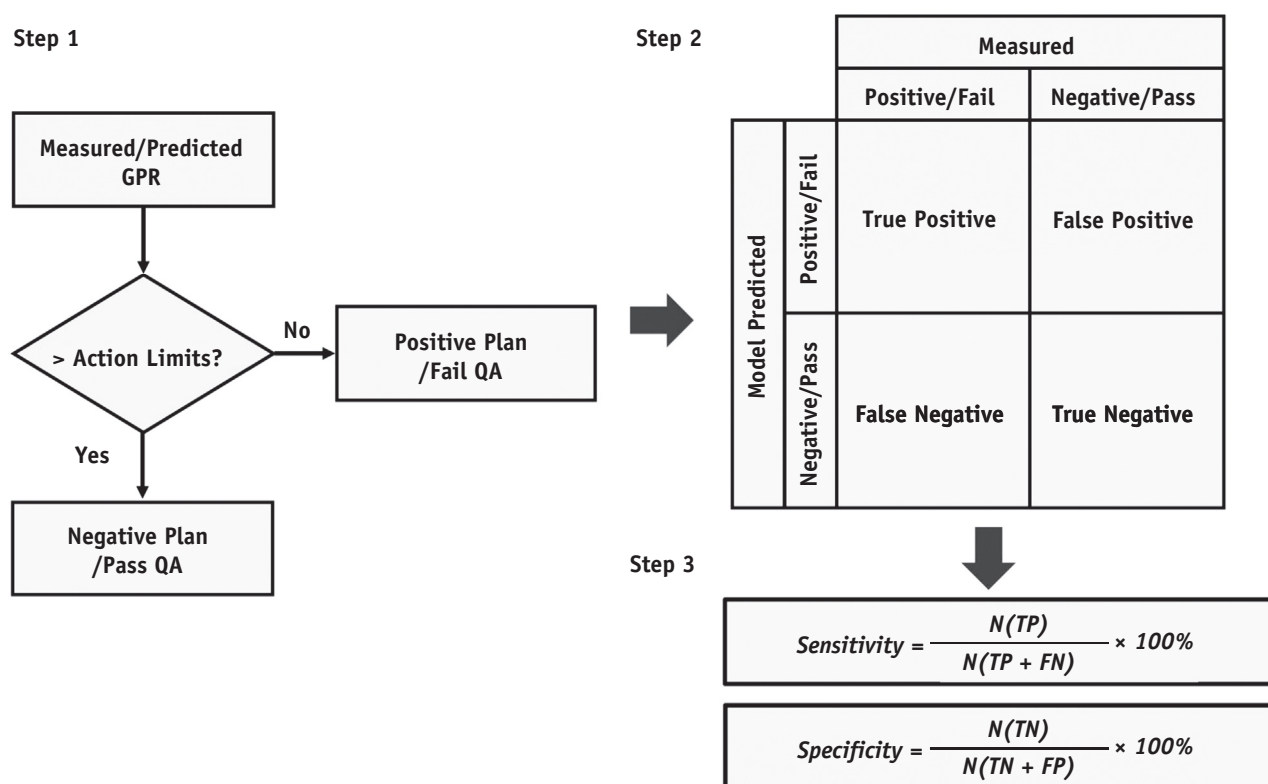 Step 1
Measured/Predicted
GPR
> Action Limits?
No
Positive Plan
/Fail QA
Yes
Negative Plan
/Pass QA
Step 2
Measured
Positive/Fail
Negative/Pass
Model Predicted
Positive/Fail
True Positive
False Positive
Negative/Pass
False Negative
True Negative
Step 3
Sensitivity = N(TP) / N(TP + FN) × 100%
Specificity = N(TN) / N(TN + FP) × 100%